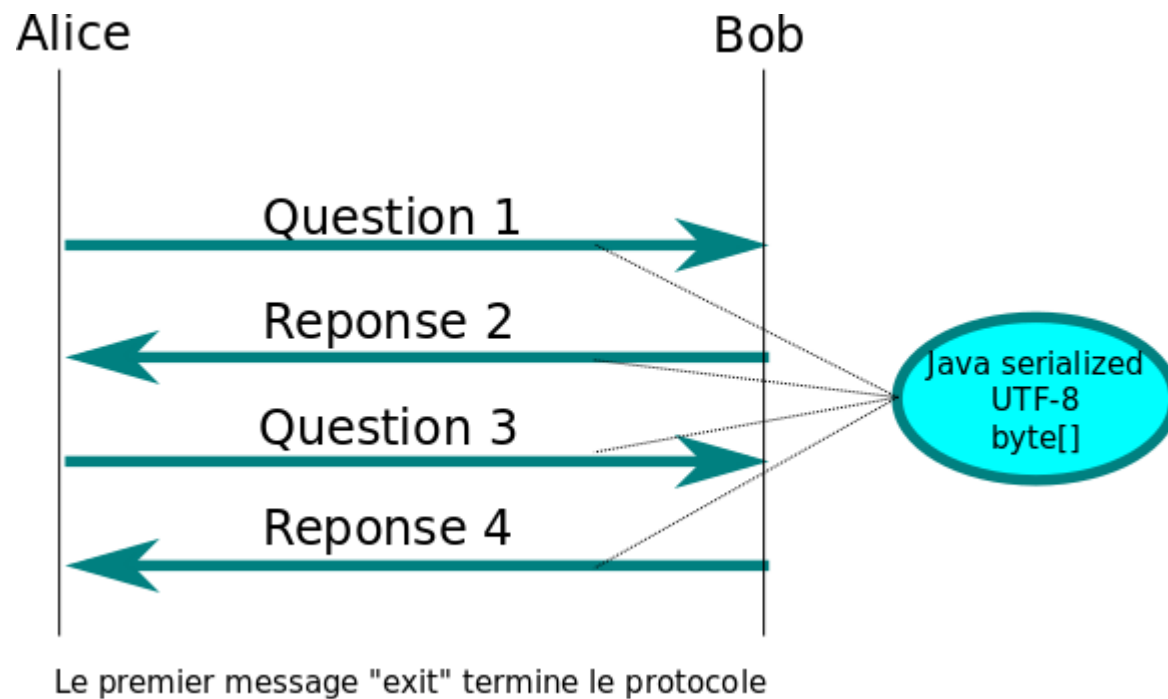 Alice
Bob
Question 1
Reponse 2
Question 3
Reponse 4
Java serialized
UTF-8
byte[]
Le premier message "exit" termine le protocole